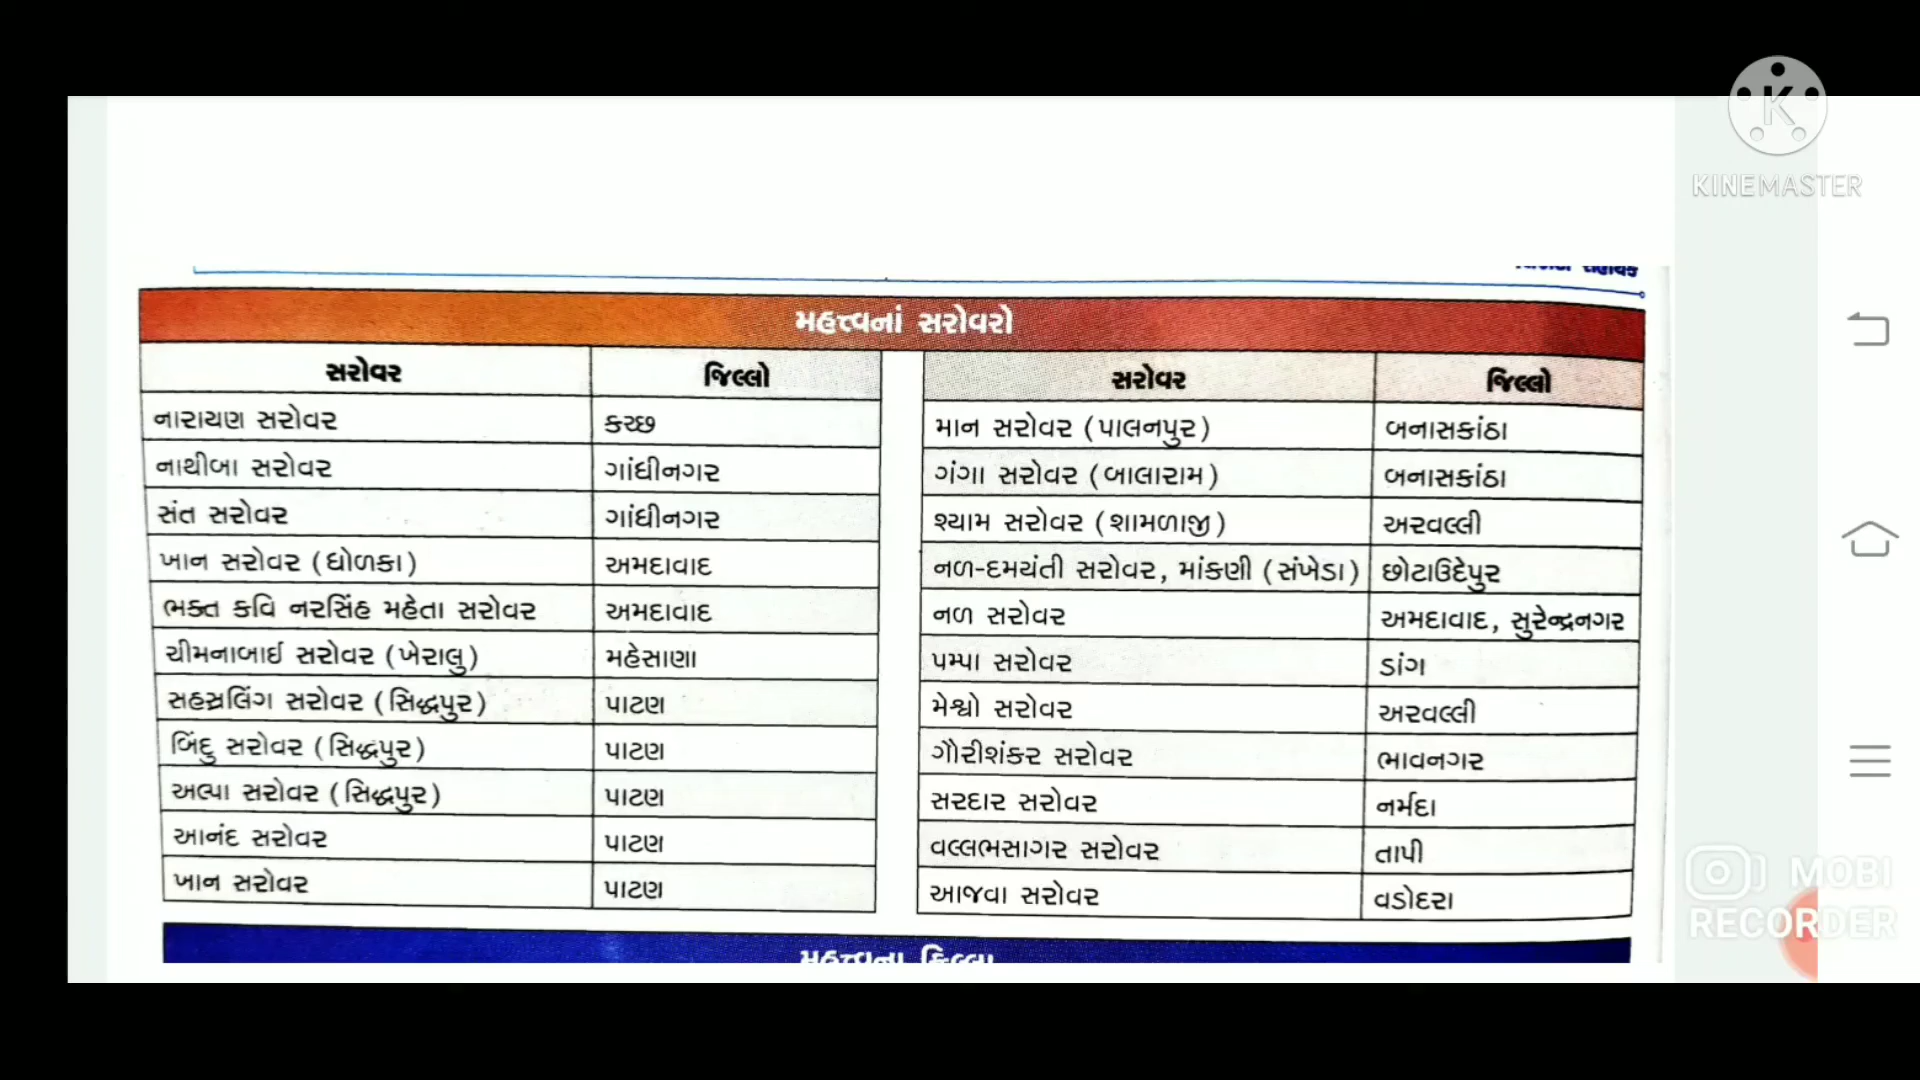 KINEMASTER
મહત્ત્વનાં સરોવરો
સરોવર જિલ્લો સરોવર જિલ્લો
નારાયણ સરોવર કચ્છ માન સરોવર (પાલનપુર) બનાસકાંઠા
નાથીબા સરોવર ગાંધીનગર ગંગા સરોવર (બાલારામ) બનાસકાંઠા
સંત સરોવર ગાંધીનગર શ્યામ સરોવર (શામળાજી) અરવલ્લી
ખાન સરોવર (ધોળકા) અમદાવાદ નળ-દમયંતી સરોવર, માંકણી (સંખેડા) છોટાઉદેપુર
ભક્ત કવિ નરસિંહ મહેતા સરોવર અમદાવાદ નળ સરોવર અમદાવાદ, સુરેન્દ્રનગર
ચીમનાબાઈ સરોવર (ખેરાલુ) મહેસાણા પમ્પા સરોવર ડાંગ
સહસ્રલિંગ સરોવર (સિદ્ધપુર) પાટણ મેશ્વો સરોવર અરવલ્લી
બિંદુ સરોવર (સિદ્ધપુર) પાટણ ગૌરીશંકર સરોવર ભાવનગર
અલ્પા સરોવર (સિદ્ધપુર) પાટણ સરદાર સરોવર નર્મદા
આનંદ સરોવર પાટણ વલ્લભસાગર સરોવર તાપી
ખાન સરોવર પાટણ આજવા સરોવર વડોદરા
મહત્ત્વના કિલ્લા
MOBI
RECORDER